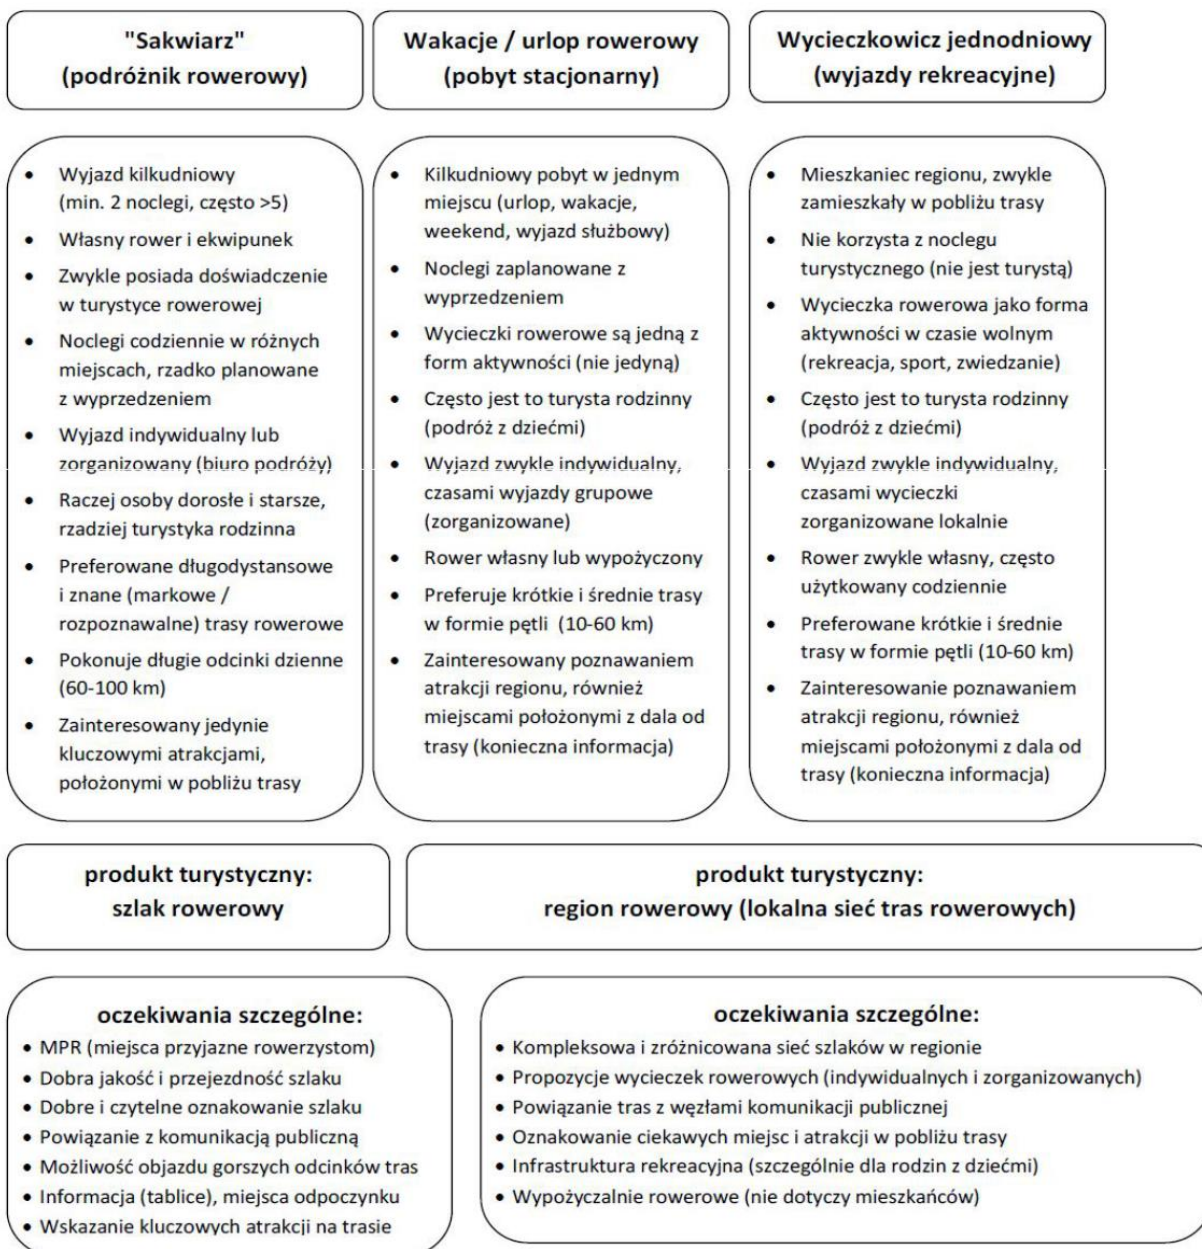 "Sakwiarz"
(podróżnik rowerowy)
Wakacje / urlop rowerowy
(pobyt stacjonarny)
Wycieczkowicz jednodniowy
(wyjazdy rekreacyjne)
• Wyjazd kilkudniowy
(min. 2 noclegi, często >5)
• Własny rower i ekwipunek
• Zwykle posiada doświadczenie
w turystyce rowerowej
• Noclegi codziennie w różnych
miejscach, rzadko planowane
z wyprzedzeniem
• Wyjazd indywidualny lub
zorganizowany (biuro podróży)
• Raczej osoby dorosłe i starsze,
rzadziej turystyka rodzinna
• Preferowane długodystansowe
i znane (markowe /
rozpoznawalne) trasy rowerowe
• Pokonuje długie odcinki dzienne
(60-100 km)
• Zainteresowany jedynie
kluczowymi atrakcjami,
położonymi w pobliżu trasy
• Kilkudniowy pobyt w jednym
miejscu (urlop, wakacje,
weekend, wyjazd służbowy)
• Noclegi zaplanowane z
wyprzedzeniem
• Wycieczki rowerowe są jedną z
form aktywności (nie jedyną)
• Często jest to turysta rodzinny
(podróż z dziećmi)
• Wyjazd zwykle indywidualny,
czasami wyjazdy grupowe
(zorganizowane)
• Rower własny lub wypożyczony
• Preferuje krótkie i średnie trasy
w formie pętli (10-60 km)
• Zainteresowany poznawaniem
atrakcji regionu, również
miejscami położonymi z dala od
trasy (konieczna informacja)
• Mieszkaniec regionu, zwykle
zamieszkały w pobliżu trasy
• Nie korzysta z noclegu
turystycznego (nie jest turystą)
• Wycieczka rowerowa jako forma
aktywności w czasie wolnym
(rekreacja, sport, zwiedzanie)
• Często jest to turysta rodzinny
(podróż z dziećmi)
• Wyjazd zwykle indywidualny,
czasami wycieczki
zorganizowane lokalnie
• Rower zwykle własny, często
użytkowany codziennie
• Preferowane krótkie i średnie
trasy w formie pętli (10-60 km)
• Zainteresowanie poznawaniem
atrakcji regionu, również
miejscami położonymi z dala od
trasy (konieczna informacja)
produkt turystyczny:
szlak rowerowy
produkt turystyczny:
region rowerowy (lokalna sieć tras rowerowych)
oczekiwania szczególne:
• MPR (miejsca przyjazne rowerzystom)
• Dobra jakość i przejezdność szlaku
• Dobre i czytelne oznakowanie szlaku
• Powiązanie z komunikacją publiczną
• Możliwość objazdu gorszych odcinków tras
• Informacja (tablice), miejsca odpoczynku
• Wskazanie kluczowych atrakcji na trasie
oczekiwania szczególne:
• Kompleksowa i zróżnicowana sieć szlaków w regionie
• Propozycje wycieczek rowerowych (indywidualnych i zorganizowanych)
• Powiązanie tras z węzłami komunikacji publicznej
• Oznakowanie ciekawych miejsc i atrakcji w pobliżu trasy
• Infrastruktura rekreacyjna (szczególnie dla rodzin z dziećmi)
• Wypożyczalnie rowerowe (nie dotyczy mieszkańców)